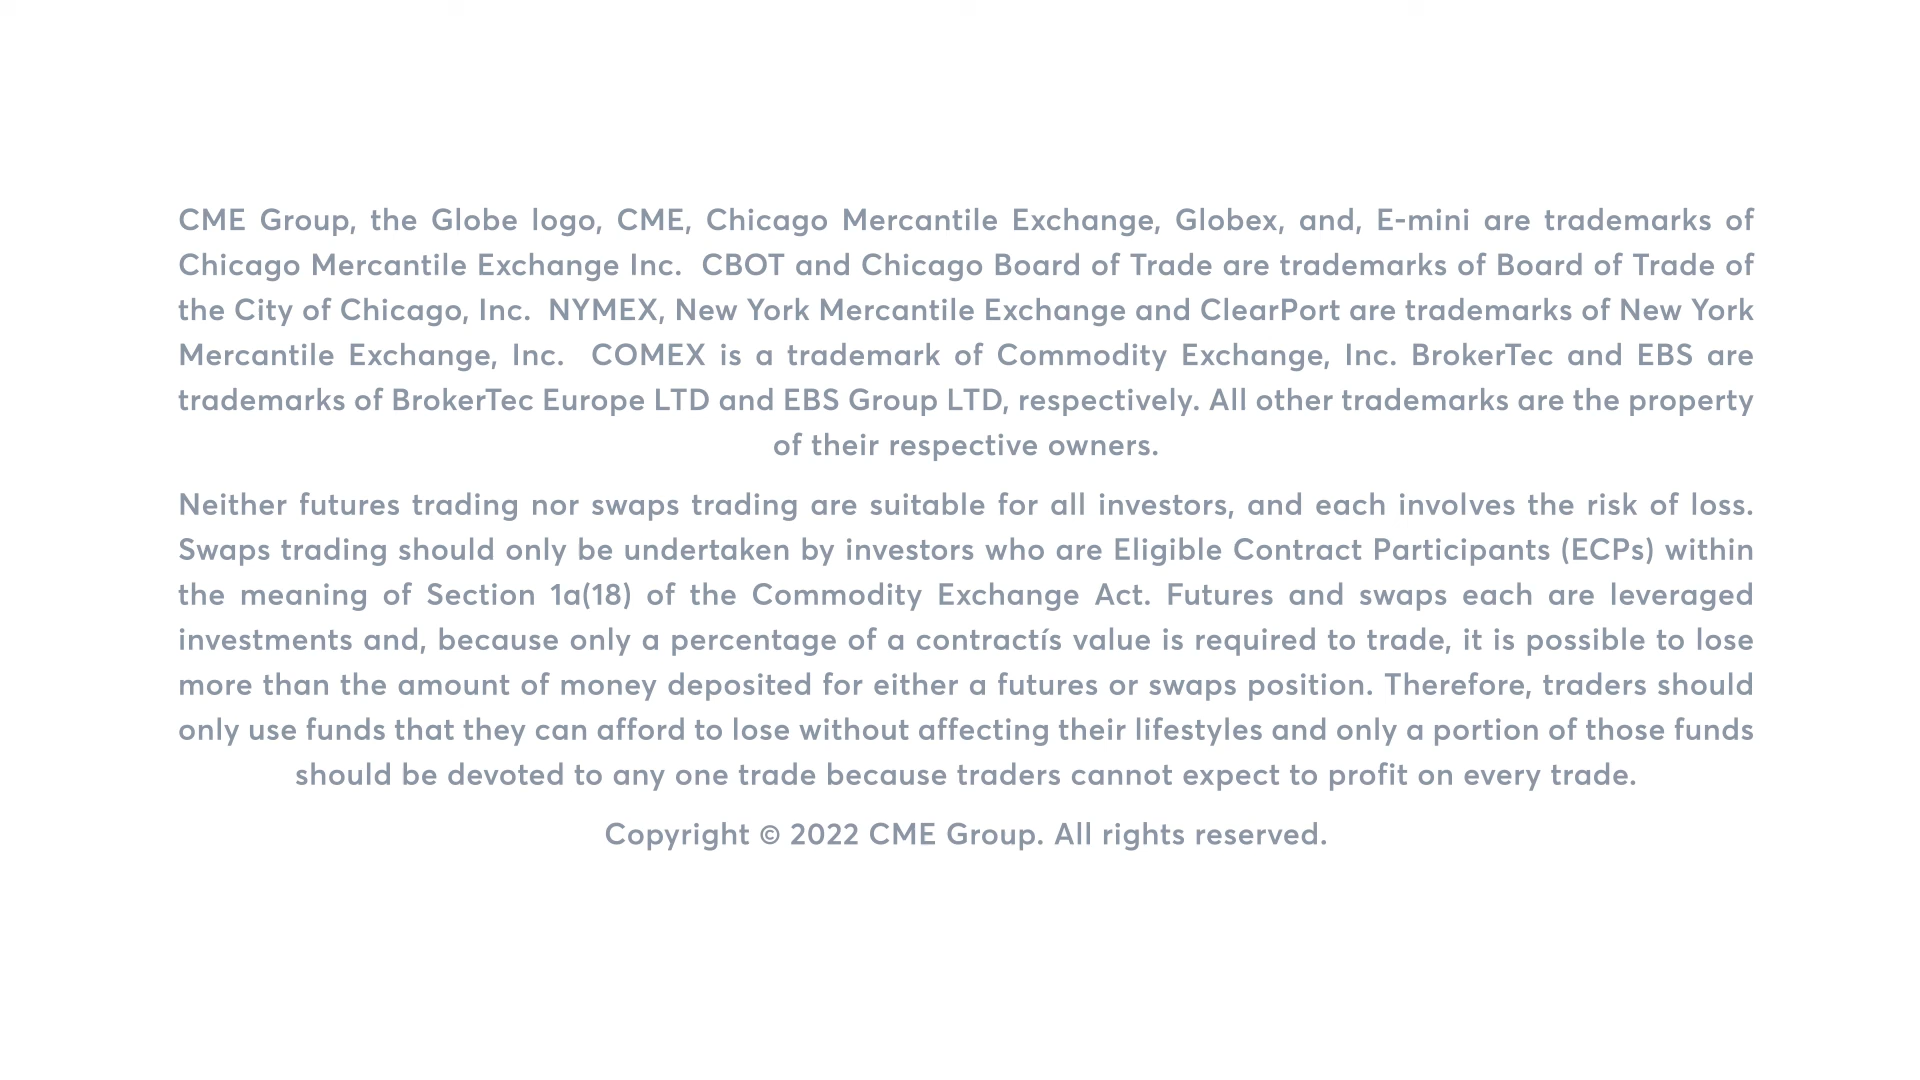 CME Group, the Globe logo, CME, Chicago Mercantile Exchange, Globex, and, E-mini are trademarks of
Chicago Mercantile Exchange Inc.  CBOT and Chicago Board of Trade are trademarks of Board of Trade of
the City of Chicago, Inc.  NYMEX, New York Mercantile Exchange and ClearPort are trademarks of New York
Mercantile Exchange, Inc.  COMEX is a trademark of Commodity Exchange, Inc. BrokerTec and EBS are
trademarks of BrokerTec Europe LTD and EBS Group LTD, respectively. All other trademarks are the property
of their respective owners.
Neither futures trading nor swaps trading are suitable for all investors, and each involves the risk of loss.
Swaps trading should only be undertaken by investors who are Eligible Contract Participants (ECPs) within
the meaning of Section 1a(18) of the Commodity Exchange Act. Futures and swaps each are leveraged
investments and, because only a percentage of a contractís value is required to trade, it is possible to lose
more than the amount of money deposited for either a futures or swaps position. Therefore, traders should
only use funds that they can afford to lose without affecting their lifestyles and only a portion of those funds
should be devoted to any one trade because traders cannot expect to profit on every trade.
Copyright © 2022 CME Group. All rights reserved.